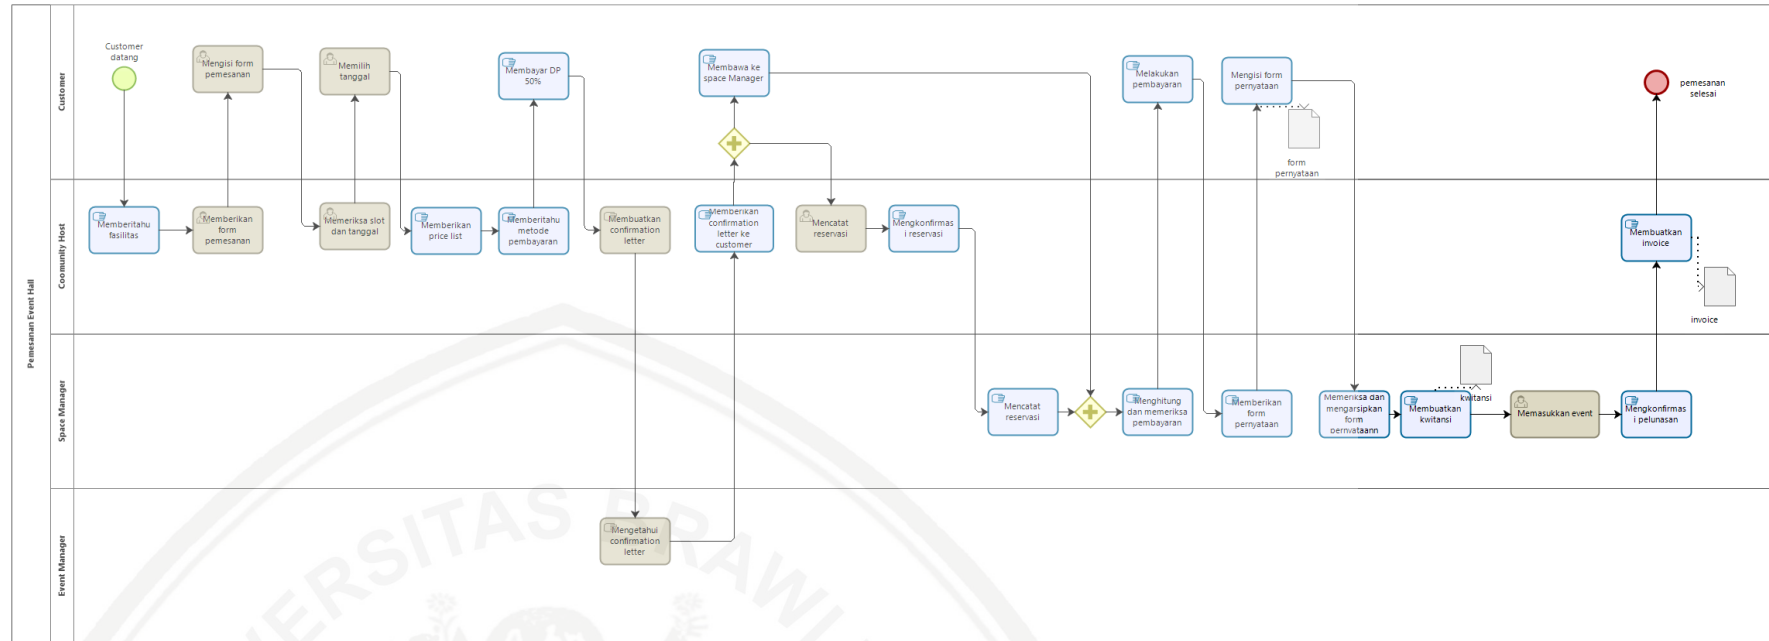 Pemesanan Event Hall
Customer
Customer
datang
Mengisi form
pemesanan
Memilih
tanggal
Membayar DP
50%
Membawa ke
space Manager
Melakukan
pembayaran
Mengisi form
pernyataan
form
pernyataan
pemesanan
selesai
Coomunity Host
Memberitahu
fasilitas
Memberikan
form
pemesanan
Memeriksa slot
dan tanggal
Memberikan
price list
Memberitahu
metode
pembayaran
Membuatkan
confirmation
letter
Memberikan
confirmation
letter ke
customer
Mencatat
reservasi
Mengkonfirmas
i reservasi
Membuatkan
invoice
invoice
Space Manager
Mencatat
reservasi
Menghitung
dan memeriksa
pembayaran
Memberikan
form
pernyataan
Memeriksa dan
mengarsipkan
form
pernyataann
Membuatkan
kwitansi
kwitansi
Memasukkan event
Mengkonfirmas
i pelunasan
Event Manager
Mengetahui
confirmation
letter